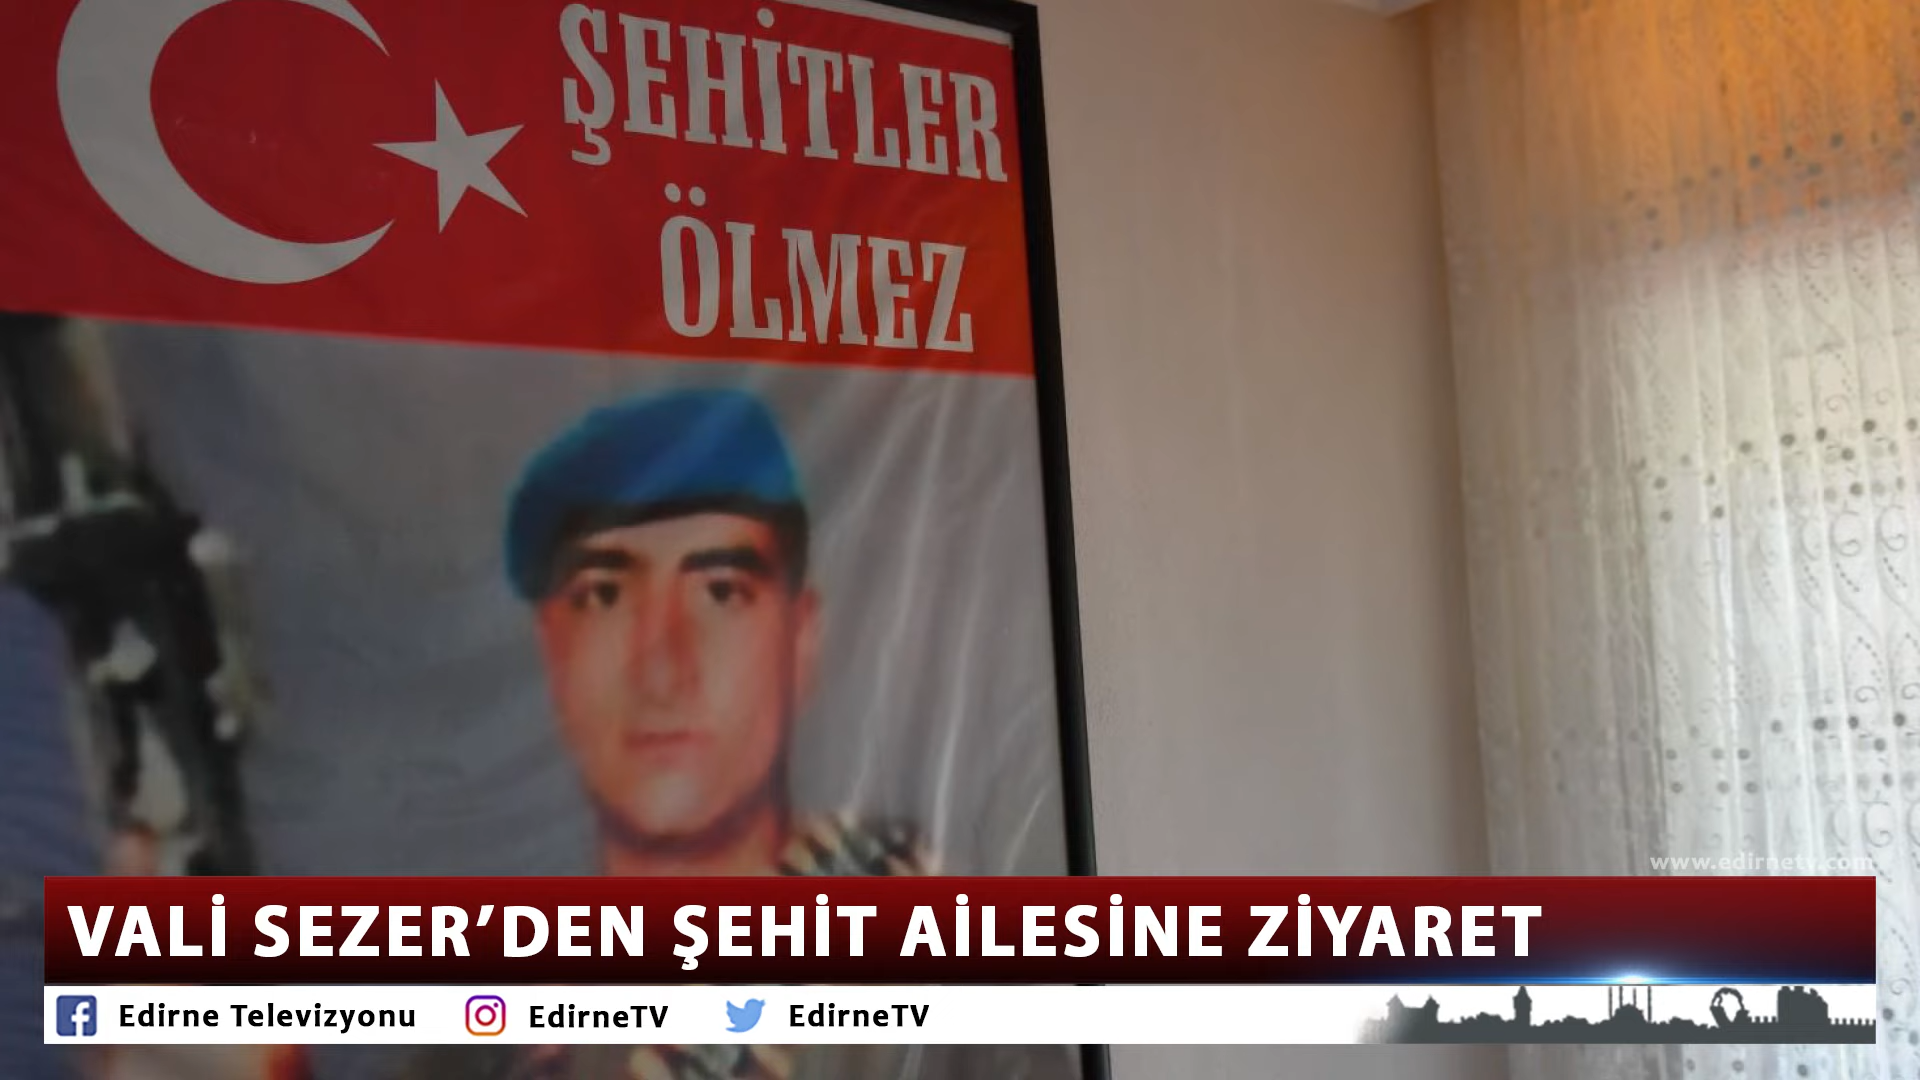 ŞEHİTLER
ÖLMEZ
www.edirnetv.com
VALİ SEZER’DEN ŞEHİT AİLESİNE ZİYARET
Edirne Televizyonu EdirneTV EdirneTV